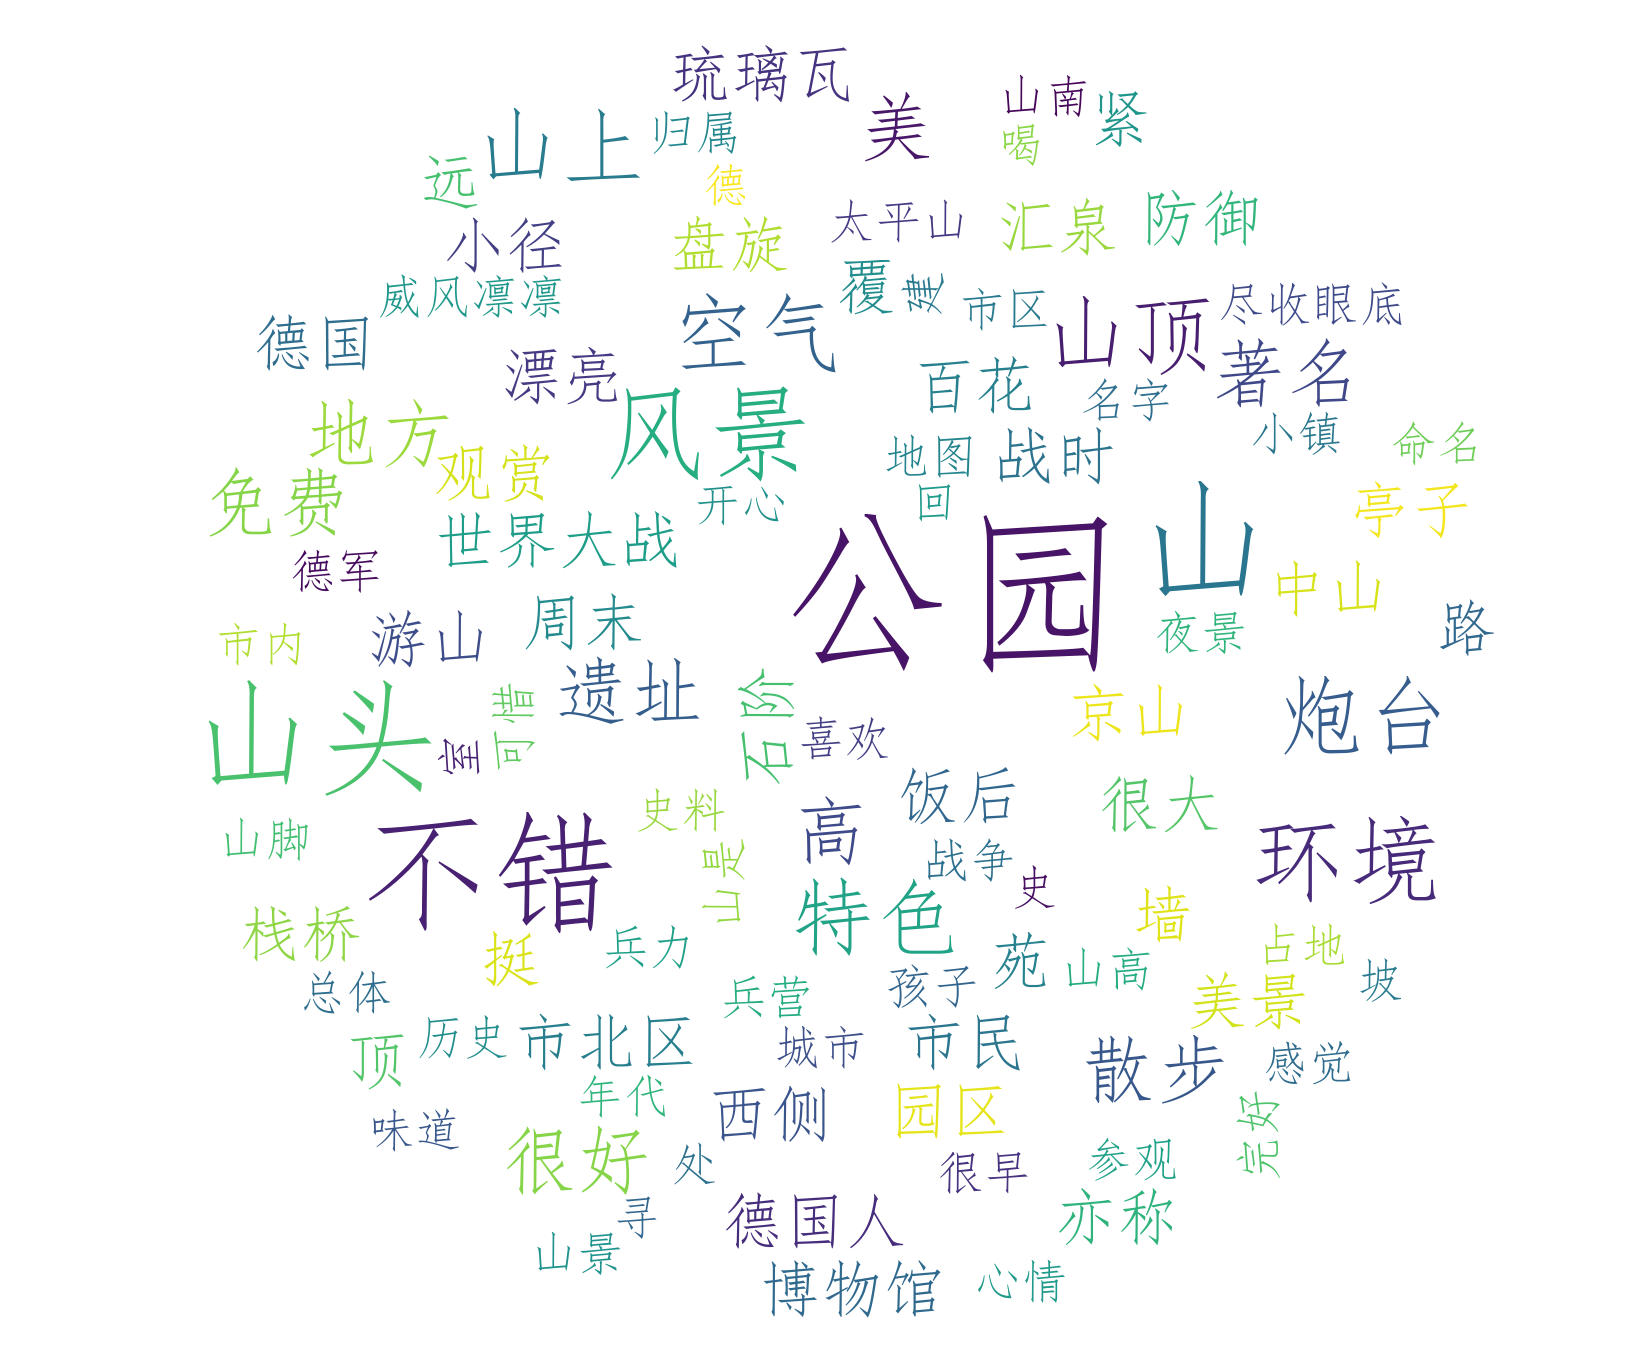 琉璃瓦
山南
紧
美
山上
归属
喝
远
德
太平山
汇泉
防御
小径
盘旋
威风凛凛
覆
建
市区
山顶
尽收眼底
德国
空气
漂亮
著名
百花
名字
风景
地方
小镇
命名
观赏
地图
战时
免费
开心
回
亭子
世界大战
公园
山
德军
中山
周末
游山
夜景
路
市内
遗址
石阶
京山
炮台
山头
可惜
室
喜欢
饭后
很大
史料
高
山脚
不错
山是
战争
环境
史
特色
墙
栈桥
挺
兵力
苑
山高
占地
总体
兵营
孩子
美景
坡
顶
历史
市北区
城市
市民
散步
感觉
年代
西侧
园区
味道
很好
处
很早
参观
完好
寻
德国人
亦称
山景
博物馆
心情